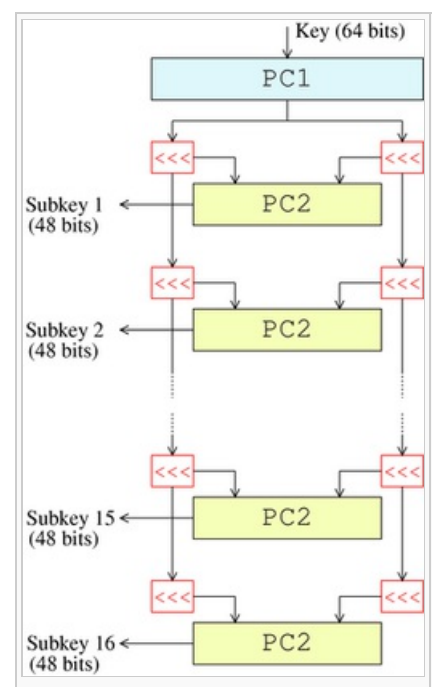 Key (64 bits)
PC1
<<< <<<
PC2
Subkey 1
(48 bits)
<<< <<<
PC2
Subkey 2
(48 bits)
<<< <<<
PC2
Subkey 15
(48 bits)
<<< <<<
PC2
Subkey 16
(48 bits)